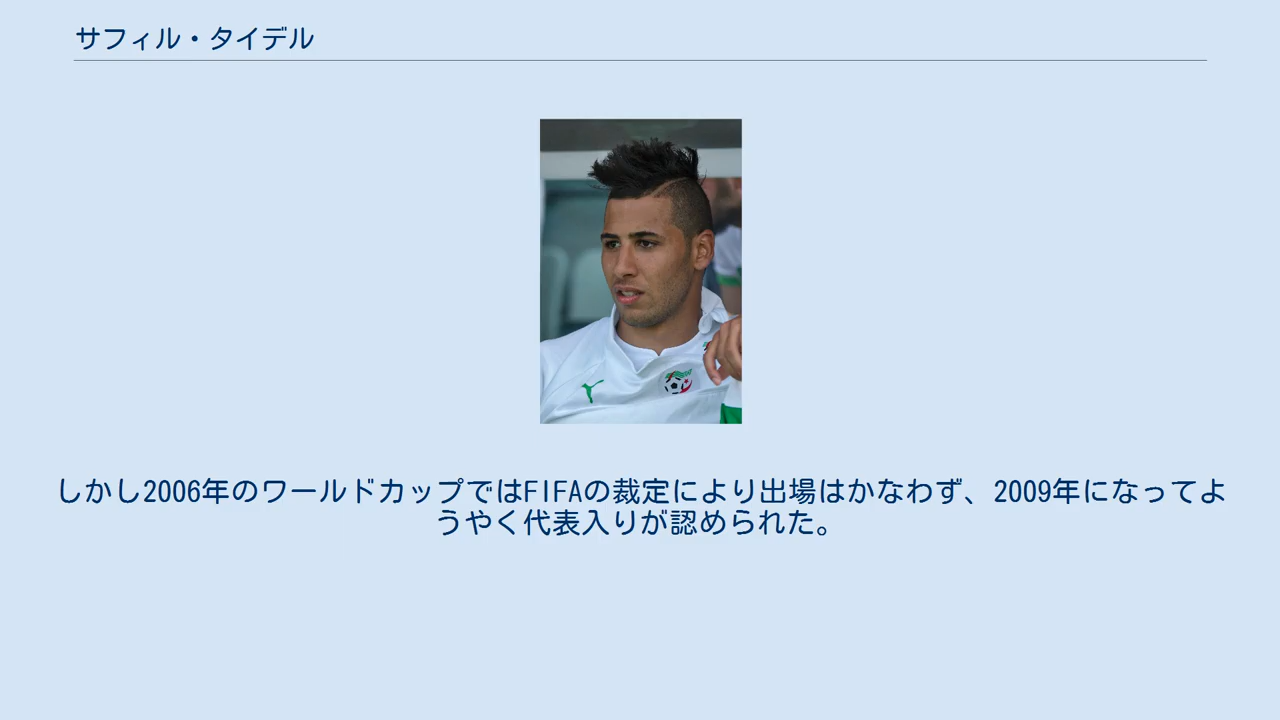 サフィル・タイデル
しかし2006年のワールドカップではFIFAの裁定により出場はかなわず、2009年になってよ
うやく代表入りが認められた。